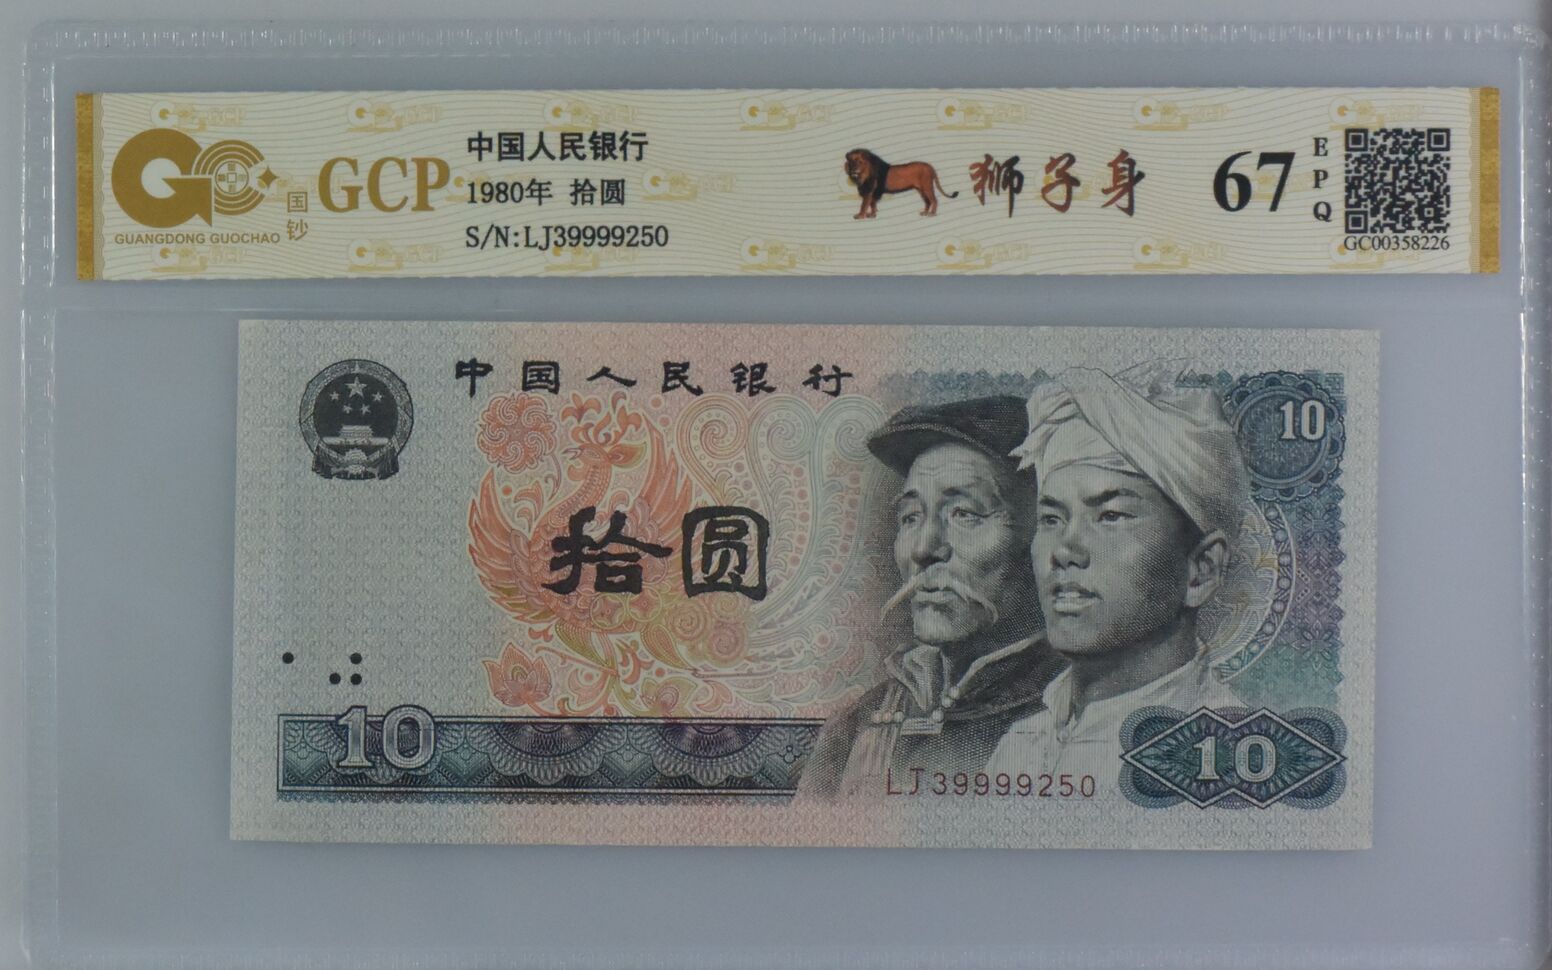 GCP
GUANGDONG GUOCHAO
国钞
中国人民银行
1980年 拾圆
S/N:LJ39999250
狮子身
67
EPQ
GC00358226
中国人民银行
10
拾圆
10
LJ39999250
10